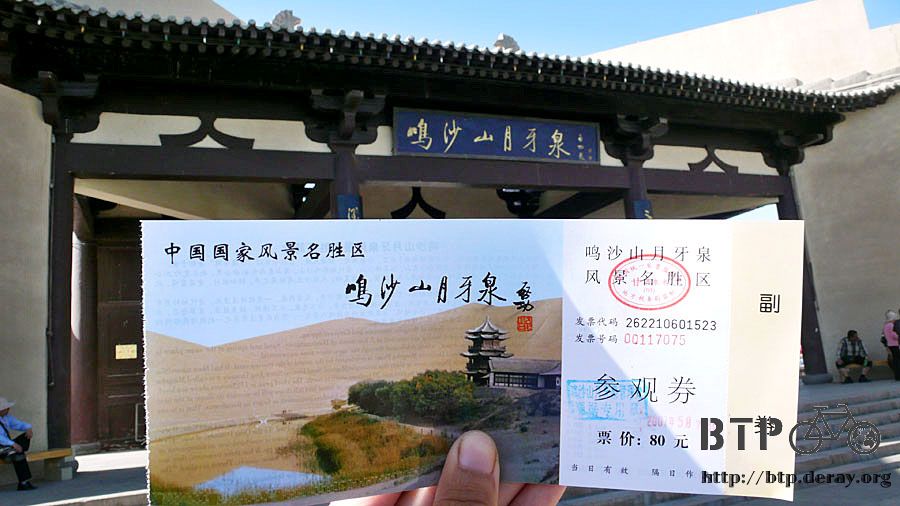 鸣沙山月牙泉
中国国家风景名胜区
鸣沙山月牙泉
鸣沙山月牙泉
风景名胜区
发票代码 262210601523
发票号码 00117075
参观券
票价:80元
当日有效 隔日作
副
券
BTP
http://btp.deray.org